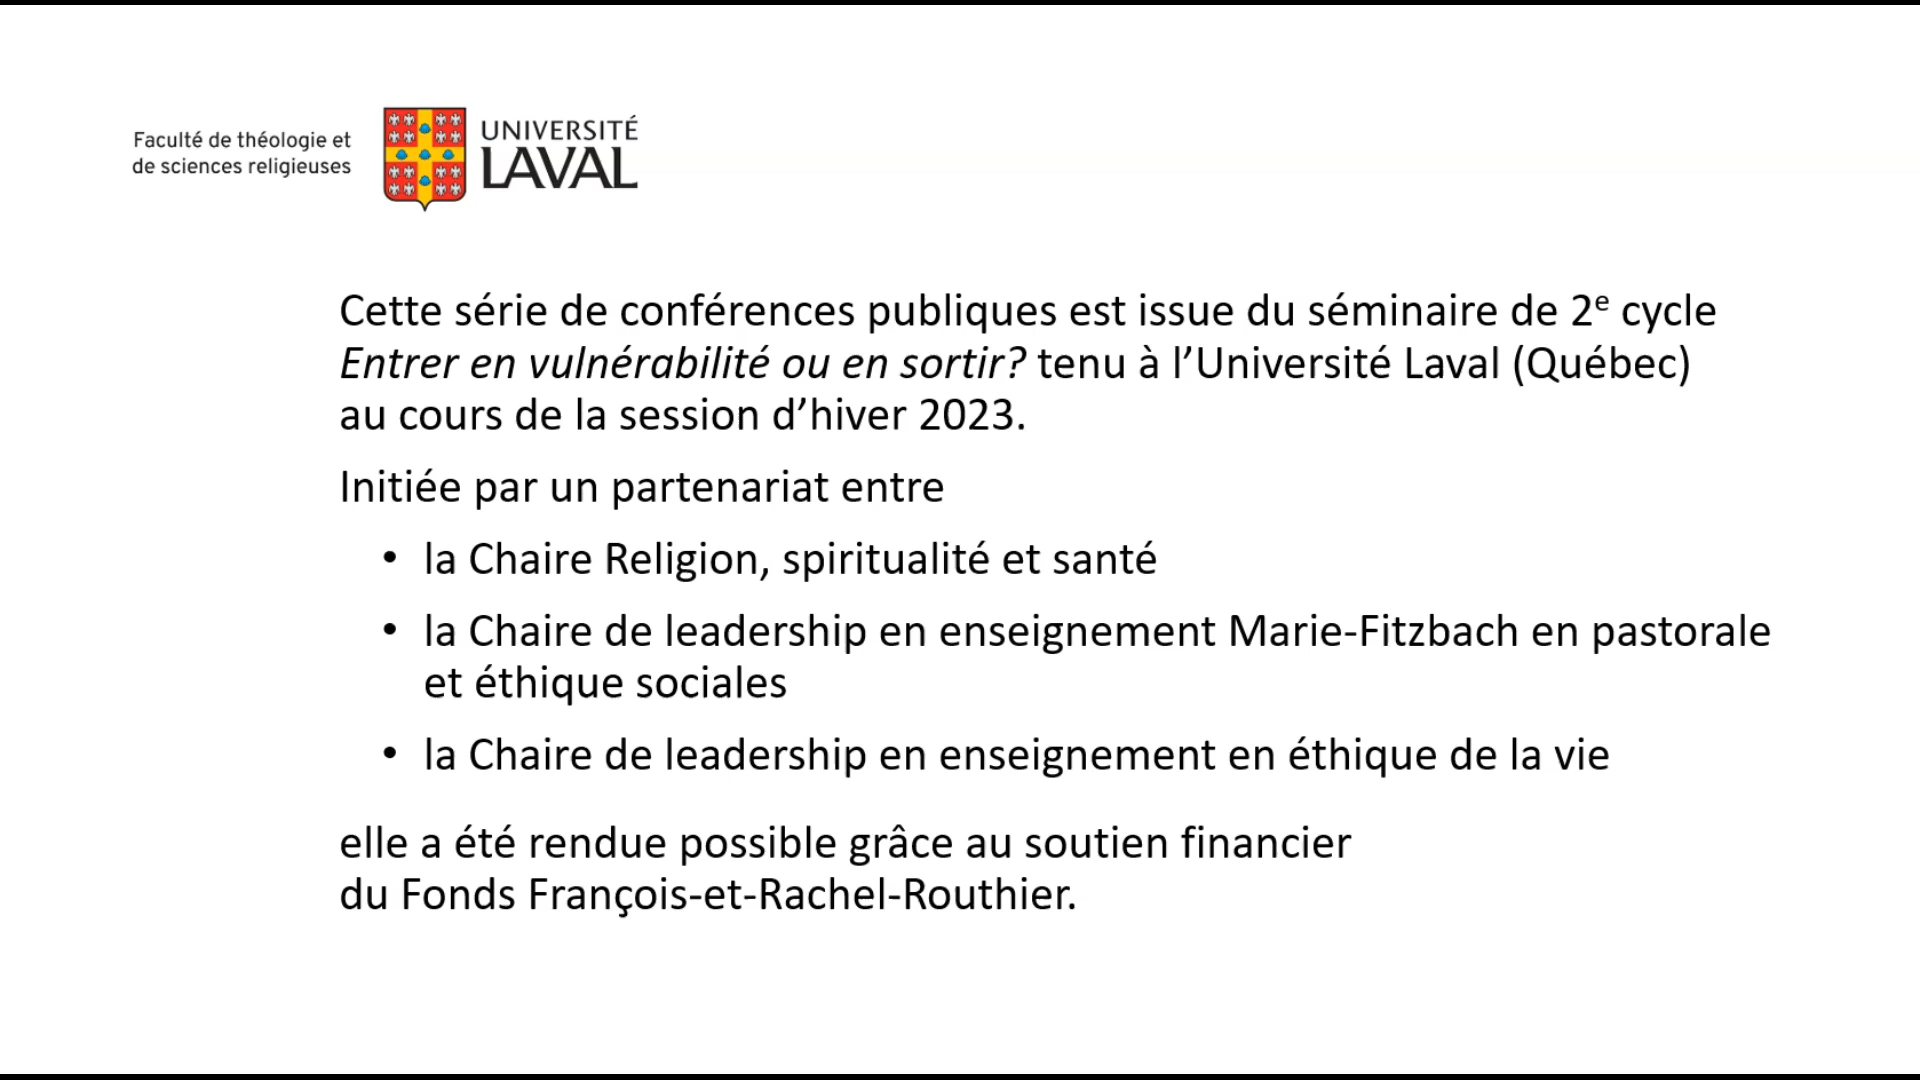 Faculté de théologie et
de sciences religieuses
UNIVERSITÉ
LAVAL
Cette série de conférences publiques est issue du séminaire de 2e cycle
Entrer en vulnérabilité ou en sortir? tenu à l’Université Laval (Québec)
au cours de la session d’hiver 2023.
Initiée par un partenariat entre
• la Chaire Religion, spiritualité et santé
• la Chaire de leadership en enseignement Marie-Fitzbach en pastorale
et éthique sociales
• la Chaire de leadership en enseignement en éthique de la vie
elle a été rendue possible grâce au soutien financier
du Fonds François-et-Rachel-Routhier.